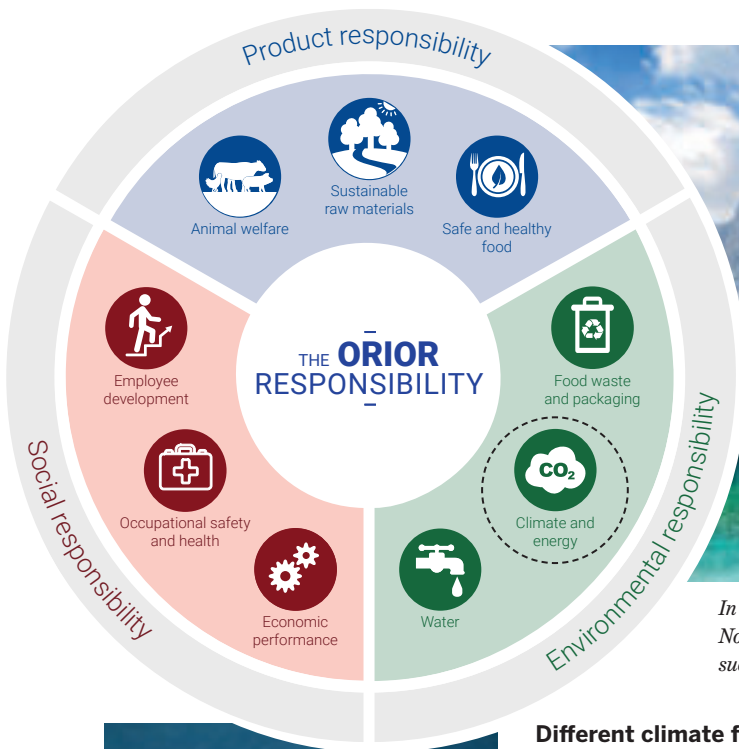 Product responsibility
Animal welfare
Sustainable
raw materials
Safe and healthy
food
THE ORIOR
RESPONSIBILITY
Employee
development
Occupational safety
and health
Economic
performance
Social responsibility
Food waste
and packaging
CO₂
Climate and
energy
Water
Environmental responsibility
In
Different climate